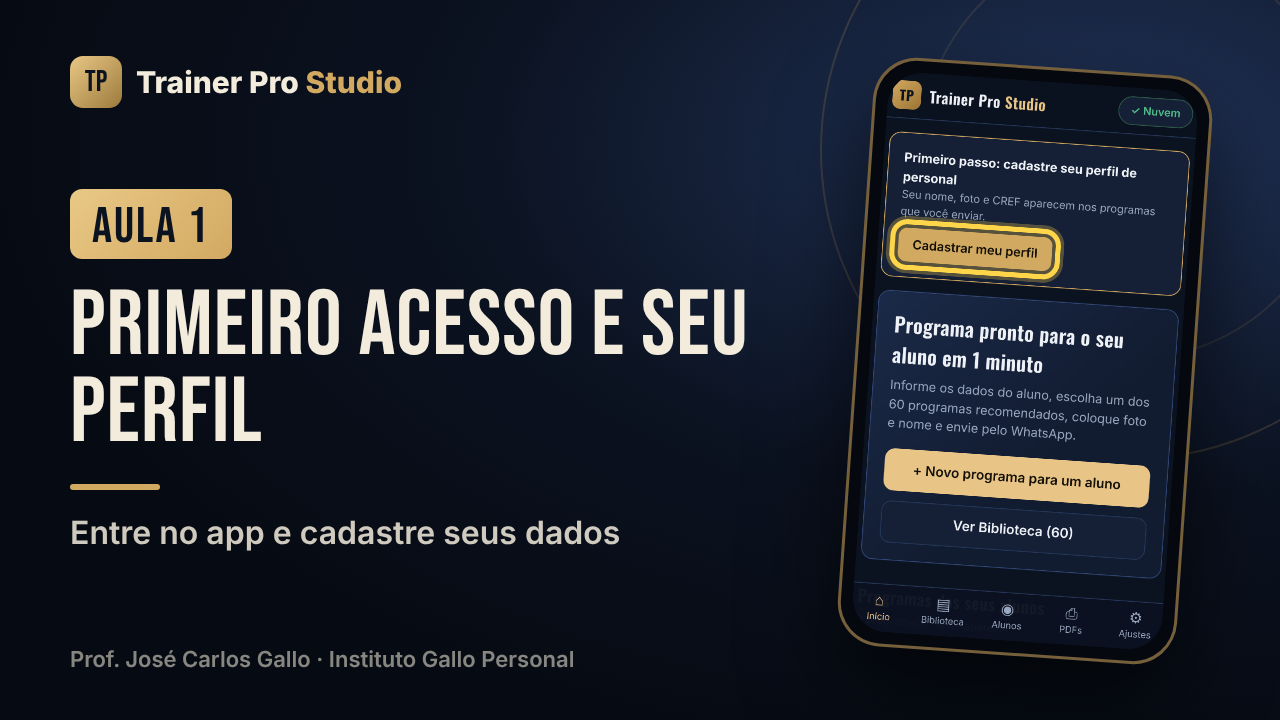 TP
Trainer Pro Studio
AULA 1
PRIMEIRO ACESSO E SEU
PERFIL
Entre no app e cadastre seus dados
Prof. José Carlos Gallo · Instituto Gallo Personal
TP
Trainer Pro Studio
✓ Nuvem
Primeiro passo: cadastre seu perfil de
personal
Seu nome, foto e CREF aparecem nos programas
que você enviar.
Cadastrar meu perfil
Programa pronto para o seu
aluno em 1 minuto
Informe os dados do aluno, escolha um dos
60 programas recomendados, coloque foto
e nome e envie pelo WhatsApp.
+ Novo programa para um aluno
Ver Biblioteca (60)
Programas dos seus alunos
Início
Biblioteca
Alunos
PDFs
Ajustes